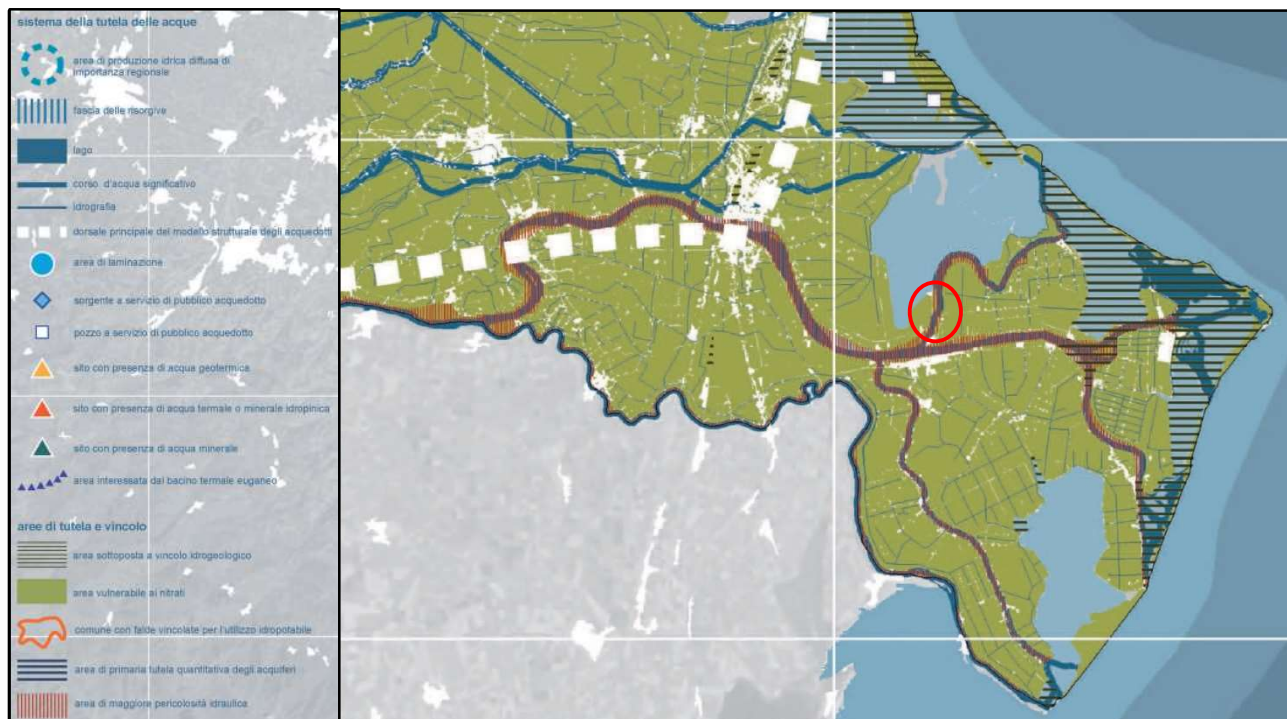 sistema della tutela delle acque
area di produzione idrica diffusa di
importanza regionale
fascia delle risorgive
lago
corso d'acqua significativo
idrografia
dorsale principale del modello strutturale degli acquedotti
area di laminazione
sorgente a servizio di pubblico acquedotto
pozzo a servizio di pubblico acquedotto
sito con presenza di acqua geotermica
sito con presenza di acqua termale o minerale idropinica
sito con presenza di acqua minerale
area interessata dal bacino termale euganeo
aree di tutela e vincolo
area sottoposta a vincolo idrogeologico
area vulnerabile ai nitrati
comune con falde vincolate per l'utilizzo idropotabile
area di primaria tutela quantitativa degli acquiferi
area di maggiore pericolosità idraulica